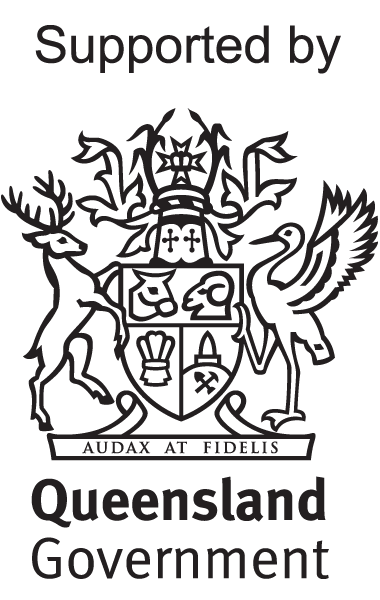 Supported by
AUDAX AT FIDELIS
Queensland
Government